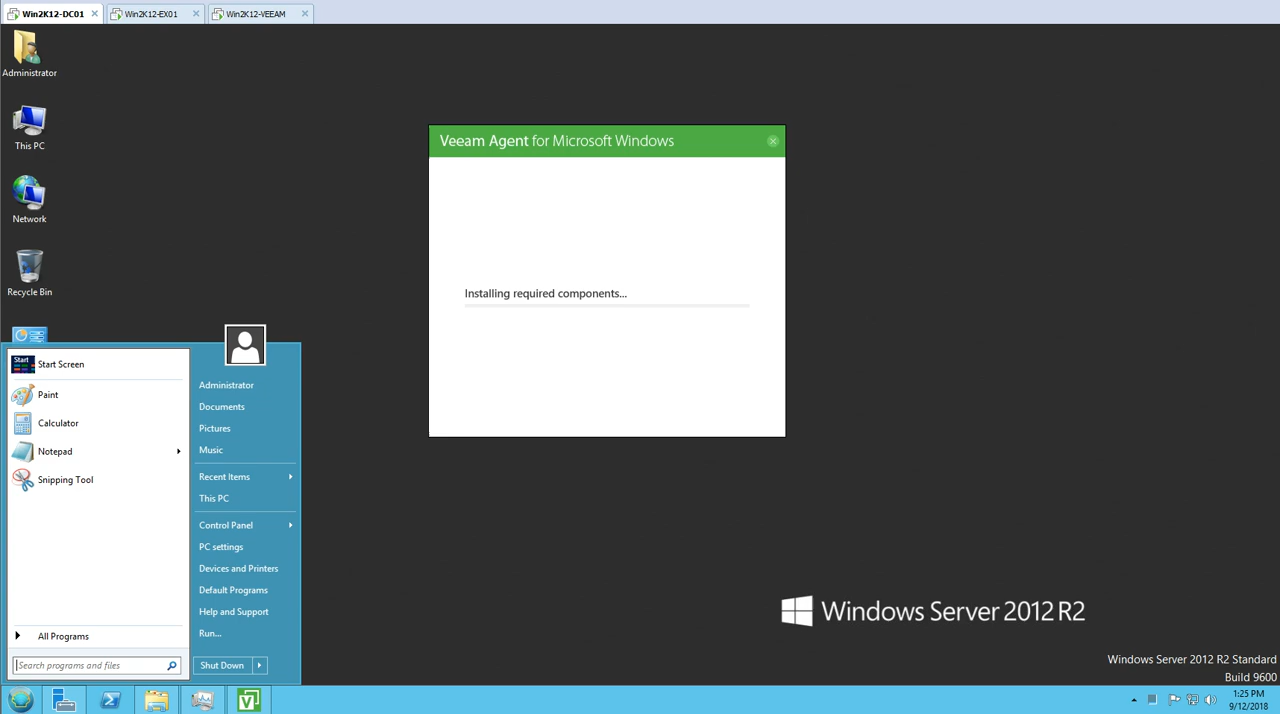 Win2K12-DC01
Win2K12-EX01
Win2K12-VEEAM
Administrator
This PC
Network
Recycle Bin
Veeam Agent for Microsoft Windows
Installing required components...
Start
Start Screen
Paint
Calculator
Notepad
Snipping Tool
All Programs
Search programs and files
Administrator
Documents
Pictures
Music
Recent Items
This PC
Control Panel
PC settings
Devices and Printers
Default Programs
Help and Support
Run...
Shut Down
Windows Server 2012 R2
Windows Server 2012 R2 Standard
Build 9600
V
1:25 PM
9/12/2018